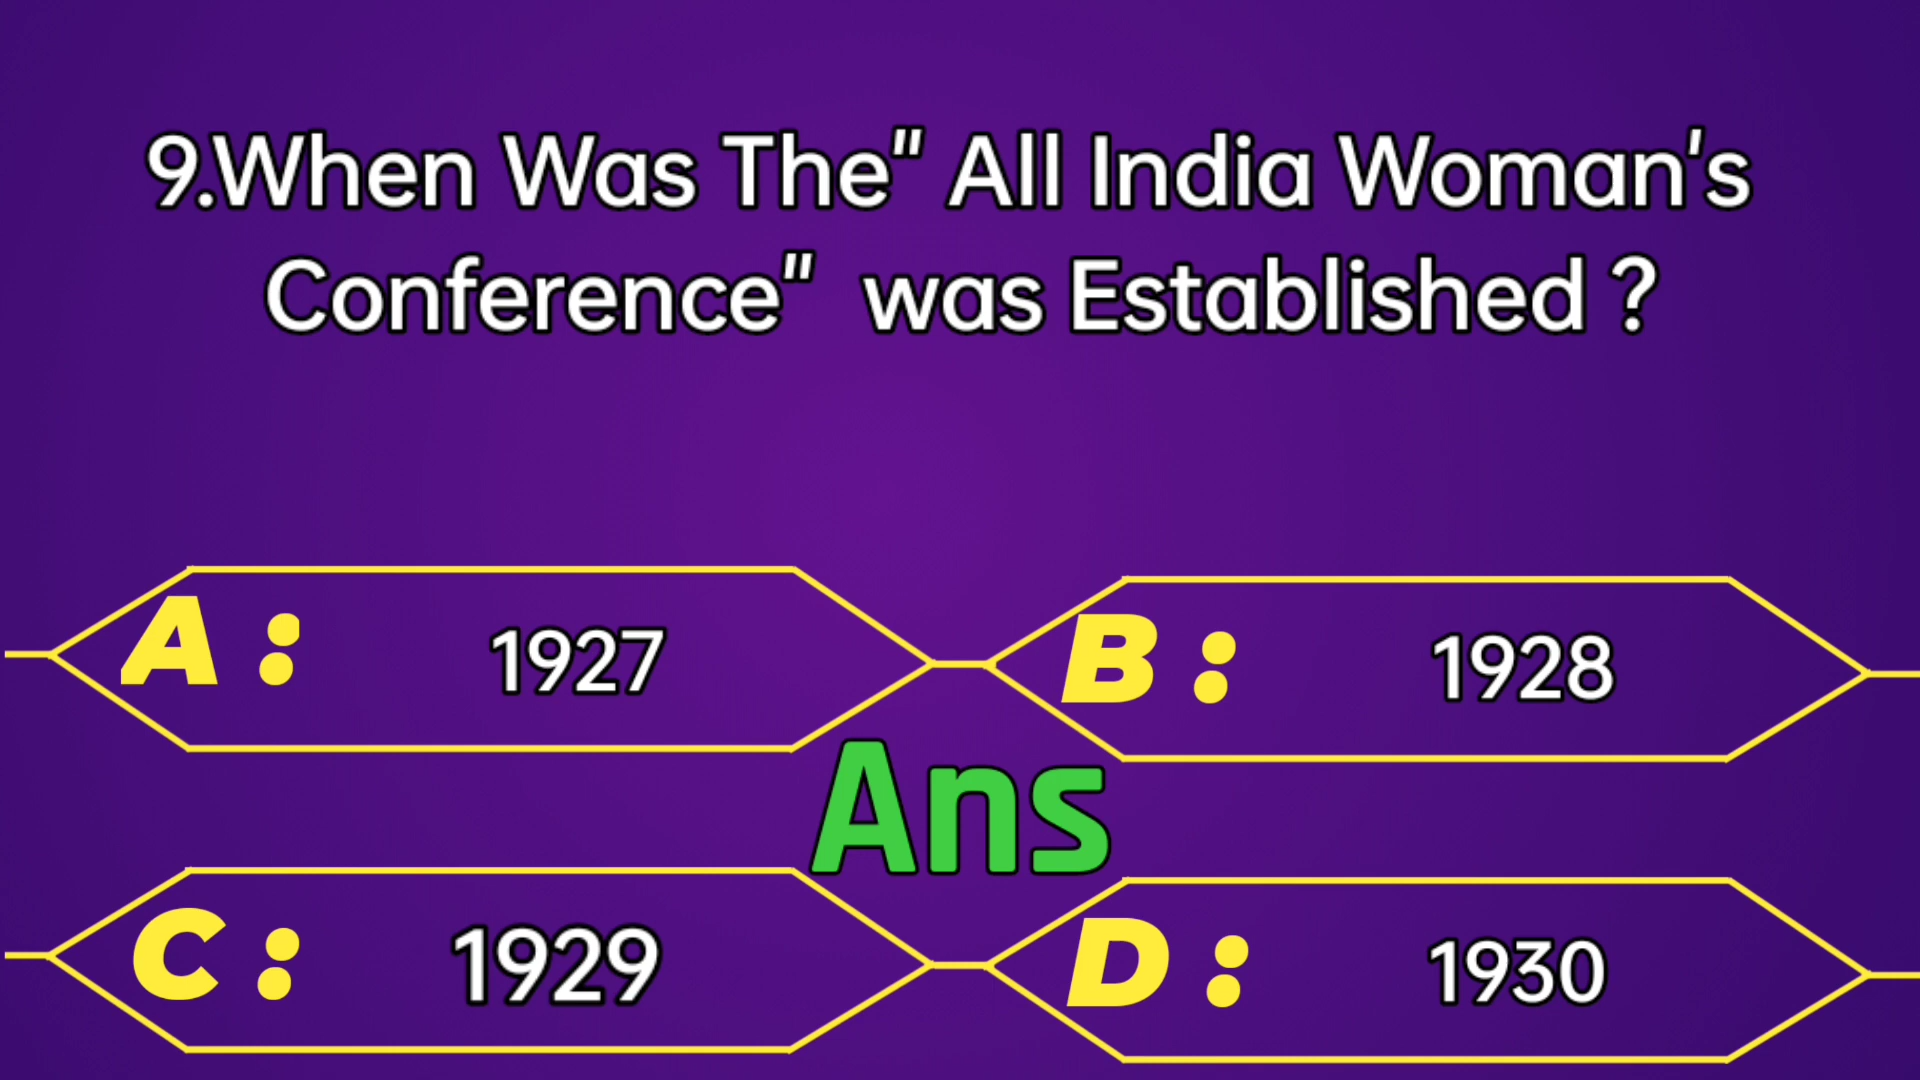 9.When Was The" All India Woman's
Conference" was Established ?
A : 1927
B : 1928
Ans
C : 1929
D : 1930